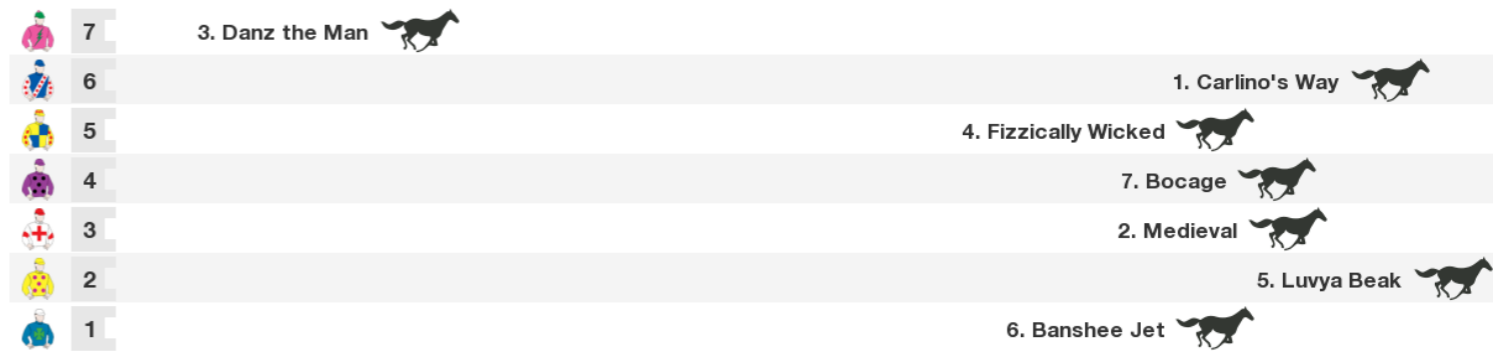 7 3. Danz the Man
6 1. Carlino's Way
5 4. Fizzically Wicked
4 7. Bocage
3 2. Medieval
2 5. Luvya Beak
1 6. Banshee Jet